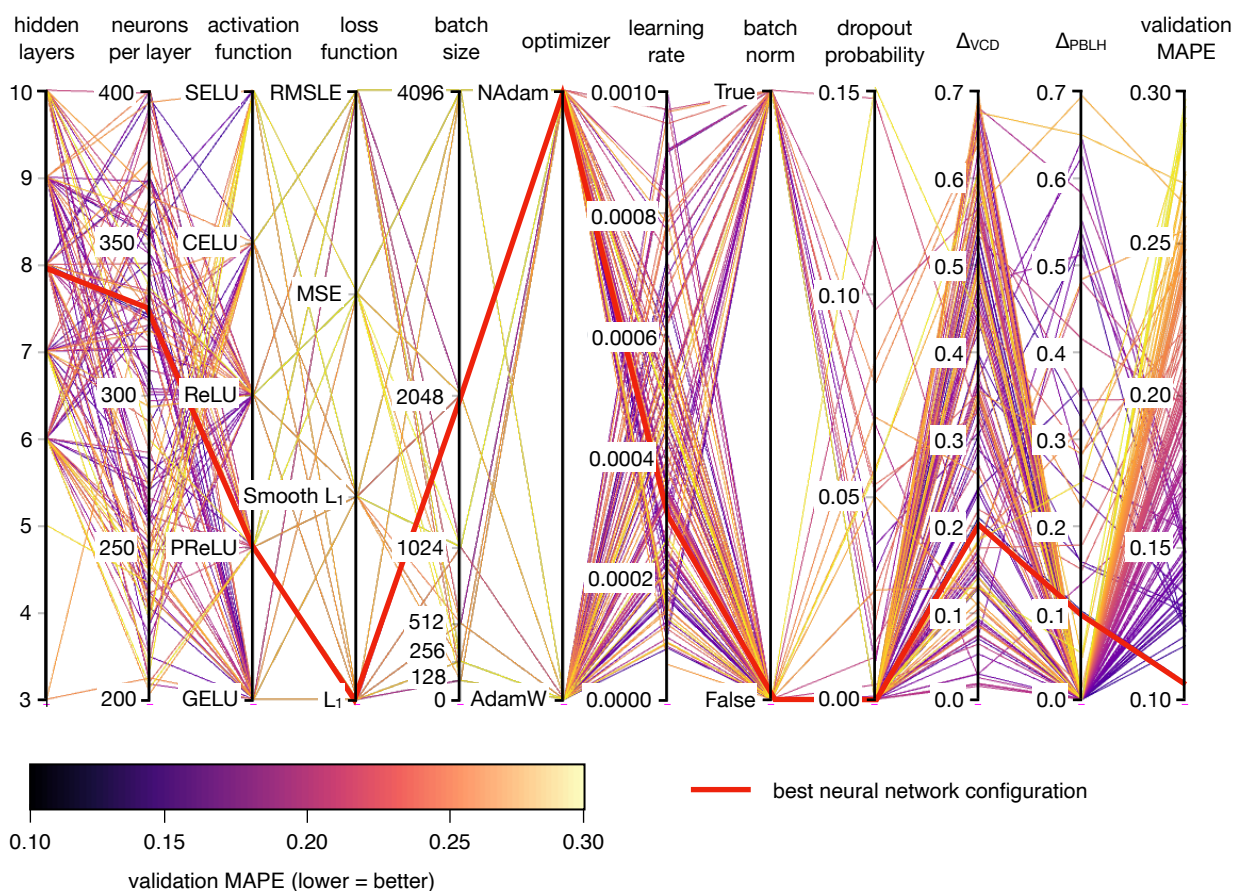 hidden layers
neurons per layer
activation function
loss function
batch size
optimizer
learning rate
batch norm
dropout probability
Δ_VCD
Δ_PBLH
validation MAPE
10
9
8
7
6
5
4
3
400
350
300
250
200
SELU
CELU
ReLU
PReLU
GELU
RMSLE
MSE
Smooth L₁
L₁
4096
2048
1024
512
256
128
0
NAdam
AdamW
0.0010
0.0008
0.0006
0.0004
0.0002
0.0000
True
False
0.15
0.10
0.05
0.00
0.7
0.6
0.5
0.4
0.3
0.2
0.1
0.0
0.7
0.6
0.5
0.4
0.3
0.2
0.1
0.0
0.30
0.25
0.20
0.15
0.10
best neural network configuration
0.10 0.15 0.20 0.25 0.30
validation MAPE (lower = better)